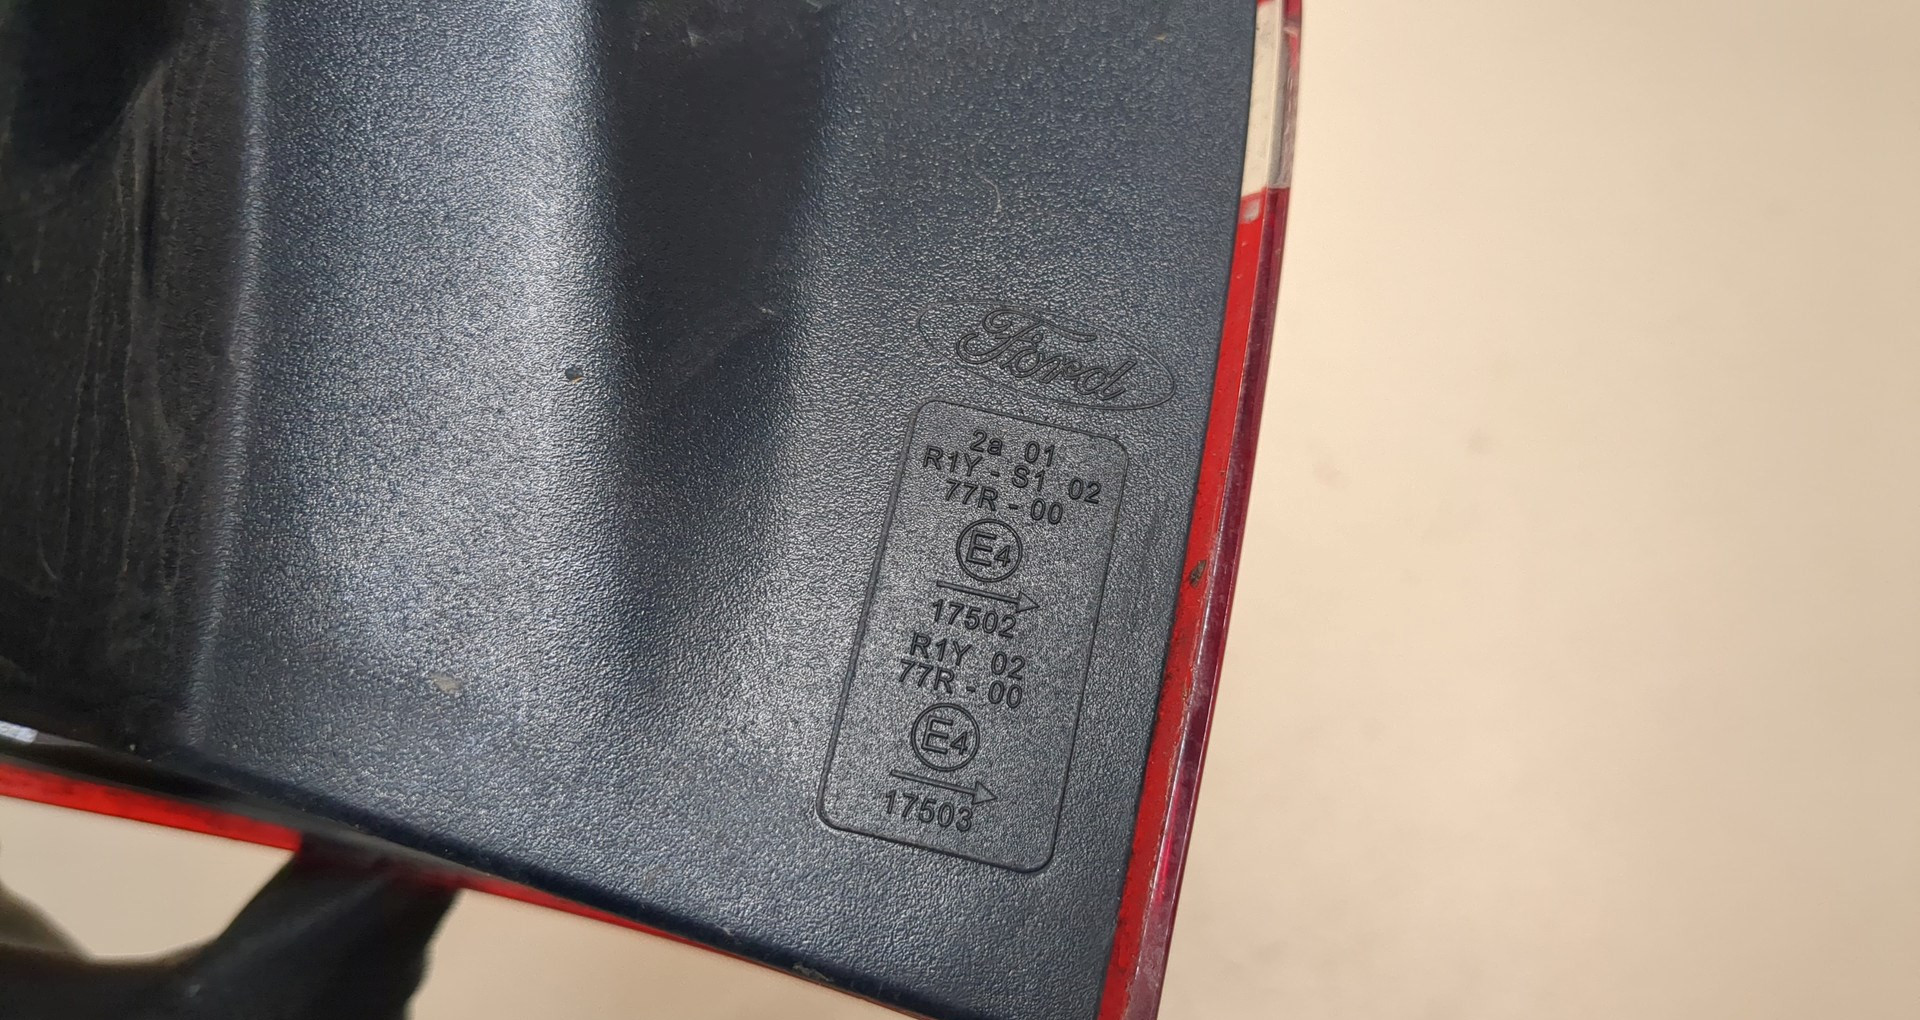 Ford
2a 01
R1Y - S1 02
77R - 00
E4
17502
R1Y 02
77R - 00
E4
17503